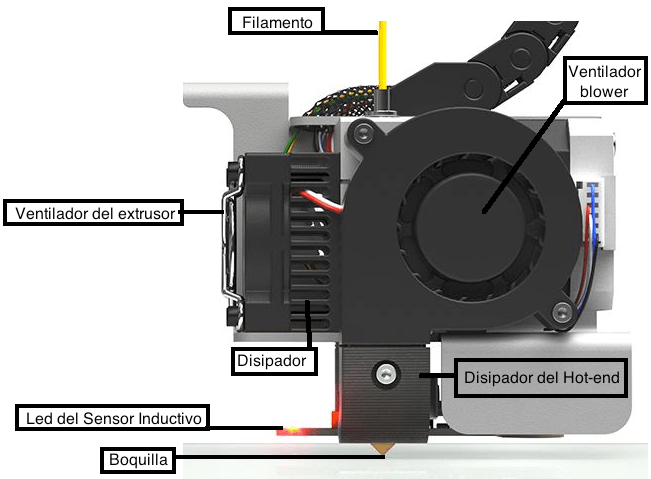 Filamento
Ventilador
blower
Ventilador del extrusor
Disipador
Disipador del Hot-end
Led del Sensor Inductivo
Boquilla